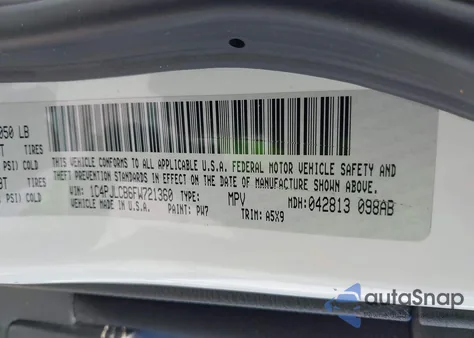 050 LB
TIRES
PSI) COLD
TIRES
PSI) COLD
THIS VEHICLE CONFORMS TO ALL APPLICABLE U.S.A. FEDERAL MOTOR VEHICLE SAFETY AND
THEFT PREVENTION STANDARDS IN EFFECT ON THE DATE OF MANUFACTURE SHOWN ABOVE.
VIN: 1C4PJLCB6FW721360 TYPE: MPV MDH: 042813 098AB
VEHICLE MADE IN U.S.A. PAINT: PW7 TRIM: A5X9
autoSnap